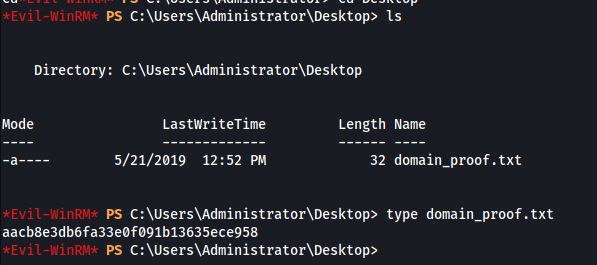 *Evil-WinRM* PS C:\Users\Administrator\Desktop> ls
Directory: C:\Users\Administrator\Desktop
Mode LastWriteTime Length Name
---- ------------- ------ ----
-a---- 5/21/2019 12:52 PM 32 domain_proof.txt
*Evil-WinRM* PS C:\Users\Administrator\Desktop> type domain_proof.txt
aacb8e3db6fa33e0f091b13635ece958
*Evil-WinRM* PS C:\Users\Administrator\Desktop>